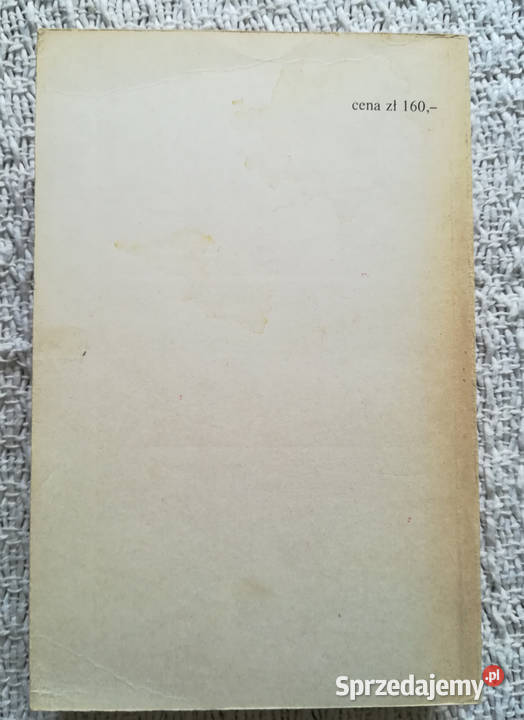 cena zł 160,–
Sprzedajemy.pl